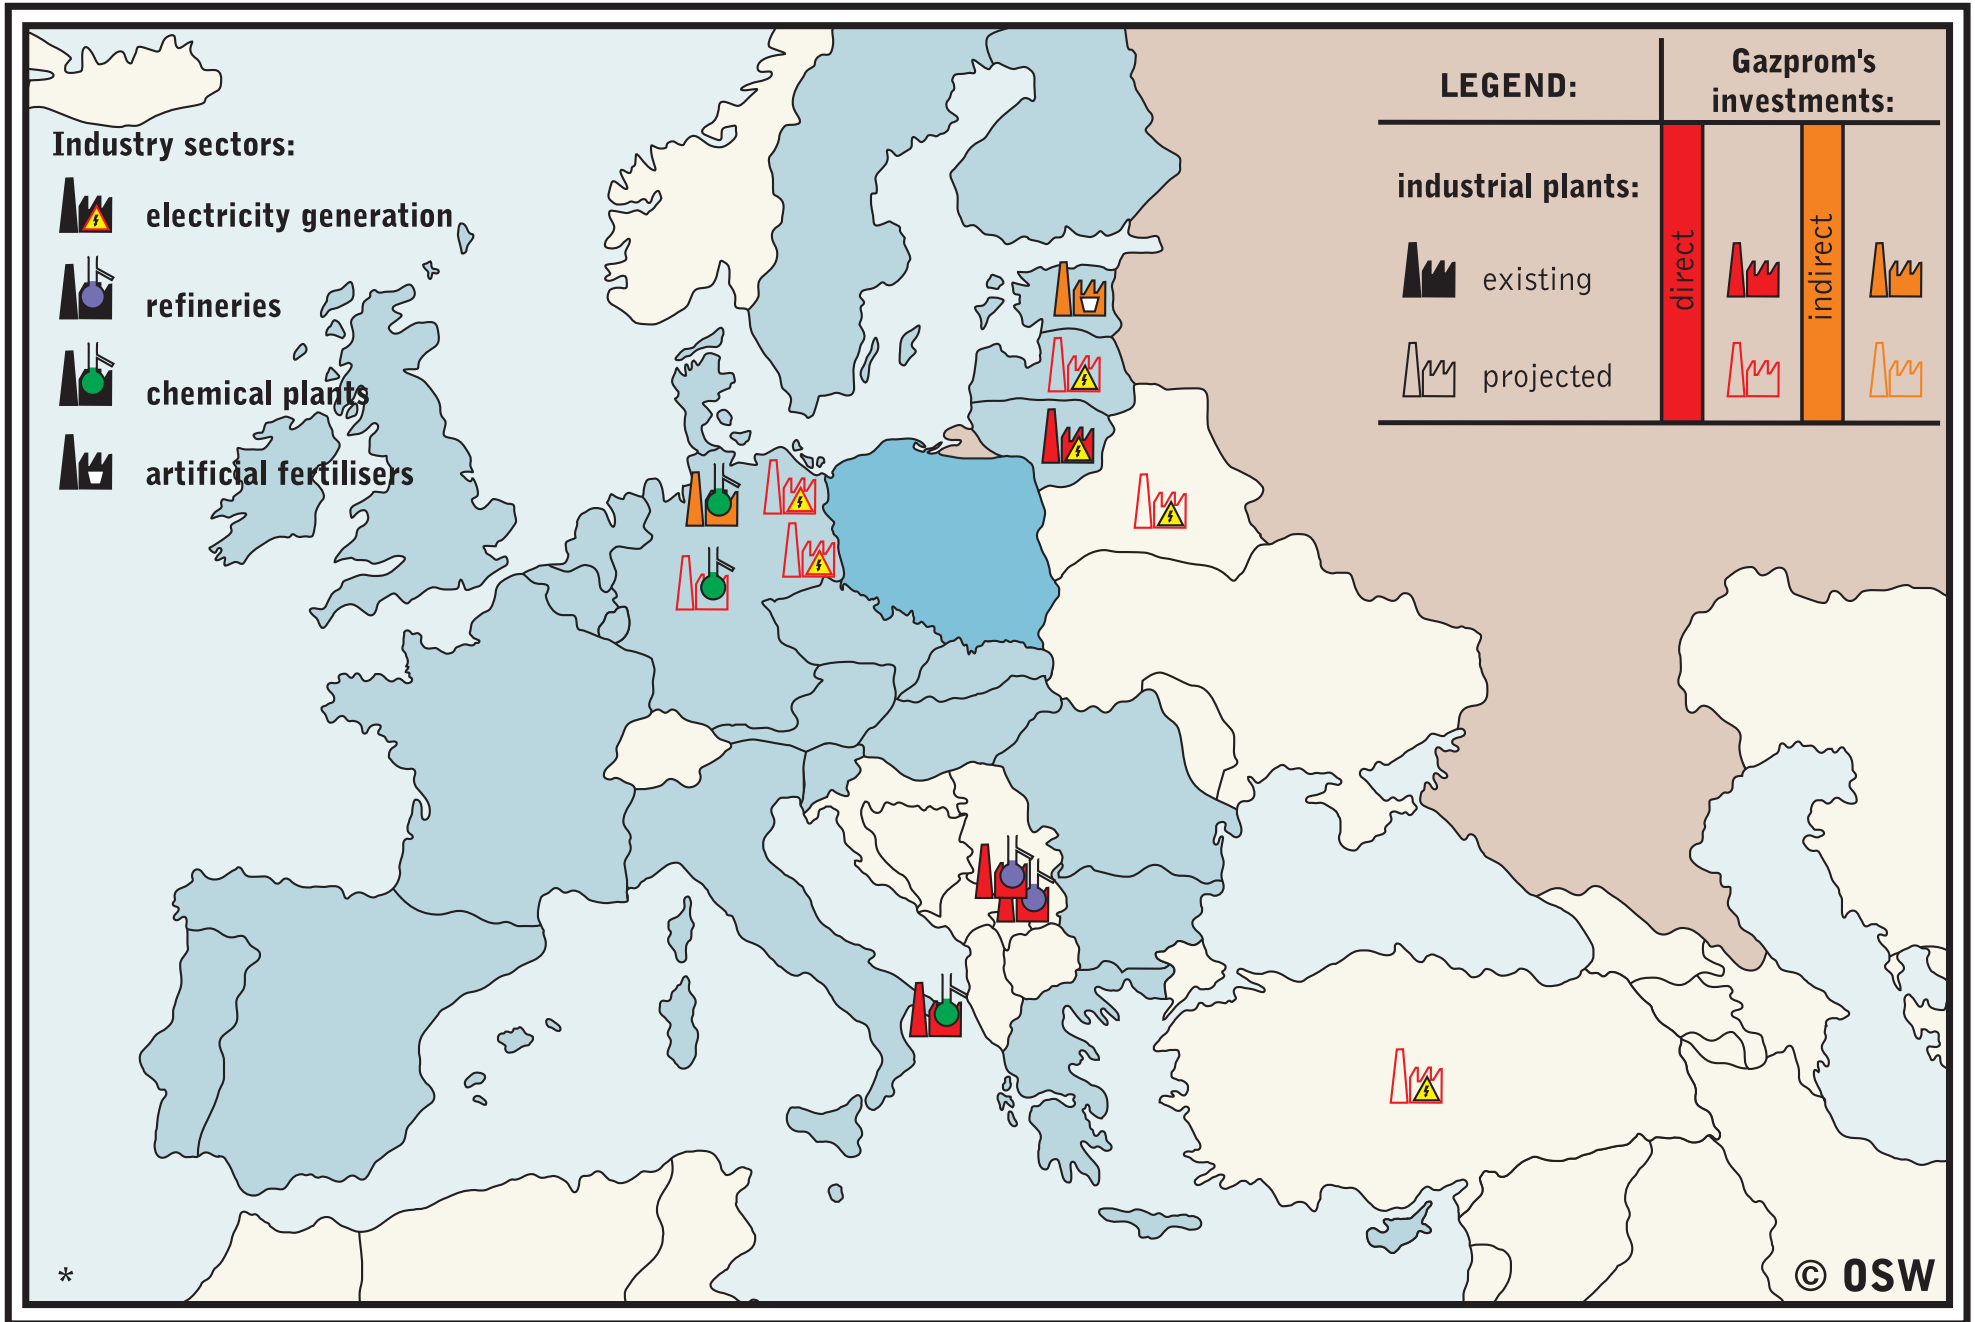 Industry sectors:
electricity generation
refineries
chemical plants
artificial fertilisers
LEGEND:
Gazprom's
investments:
industrial plants:
existing
projected
direct
indirect
*
© OSW